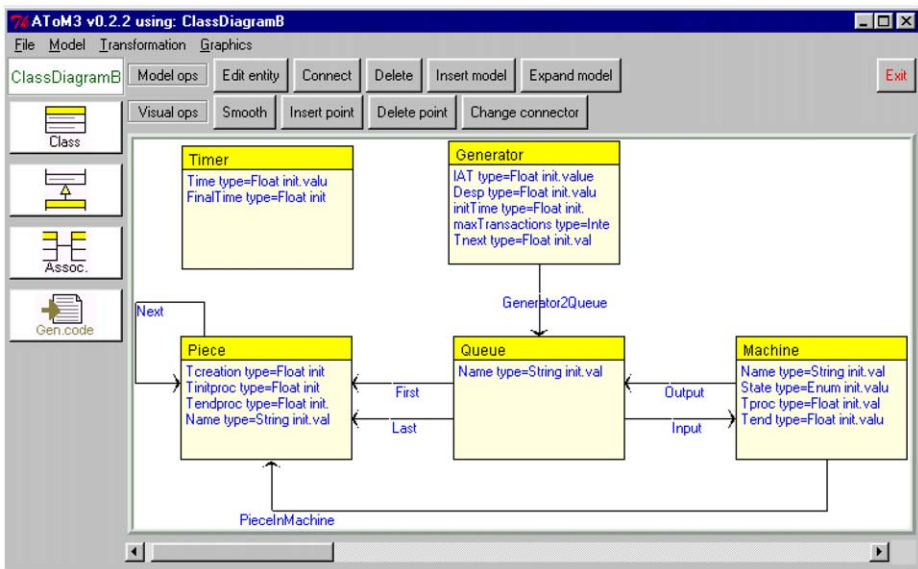 AToM3 v0.2.2 using: ClassDiagramB
File Model Transformation Graphics
ClassDiagramB
Model ops Edit entity Connect Delete Insert model Expand model Exit
Visual ops Smooth Insert point Delete point Change connector
Class
Assoc.
Gen.code
Timer
Time type=Float init.valu
FinalTime type=Float init
Generator
IAT type=Float init.value
Desp type=Float init.valu
initTime type=Float init.
maxTransactions type=Inte
Tnext type=Float init.val
Generator2Queue
Next
Piece
Tcreation type=Float init
Tinitproc type=Float init
Tendproc type=Float init.
Name type=String init.val
First
Last
Queue
Name type=String init.val
Output
Input
Machine
Name type=String init.val
State type=Enum init.valu
Tproc type=Float init.val
Tend type=Float init.valu
PieceInMachine